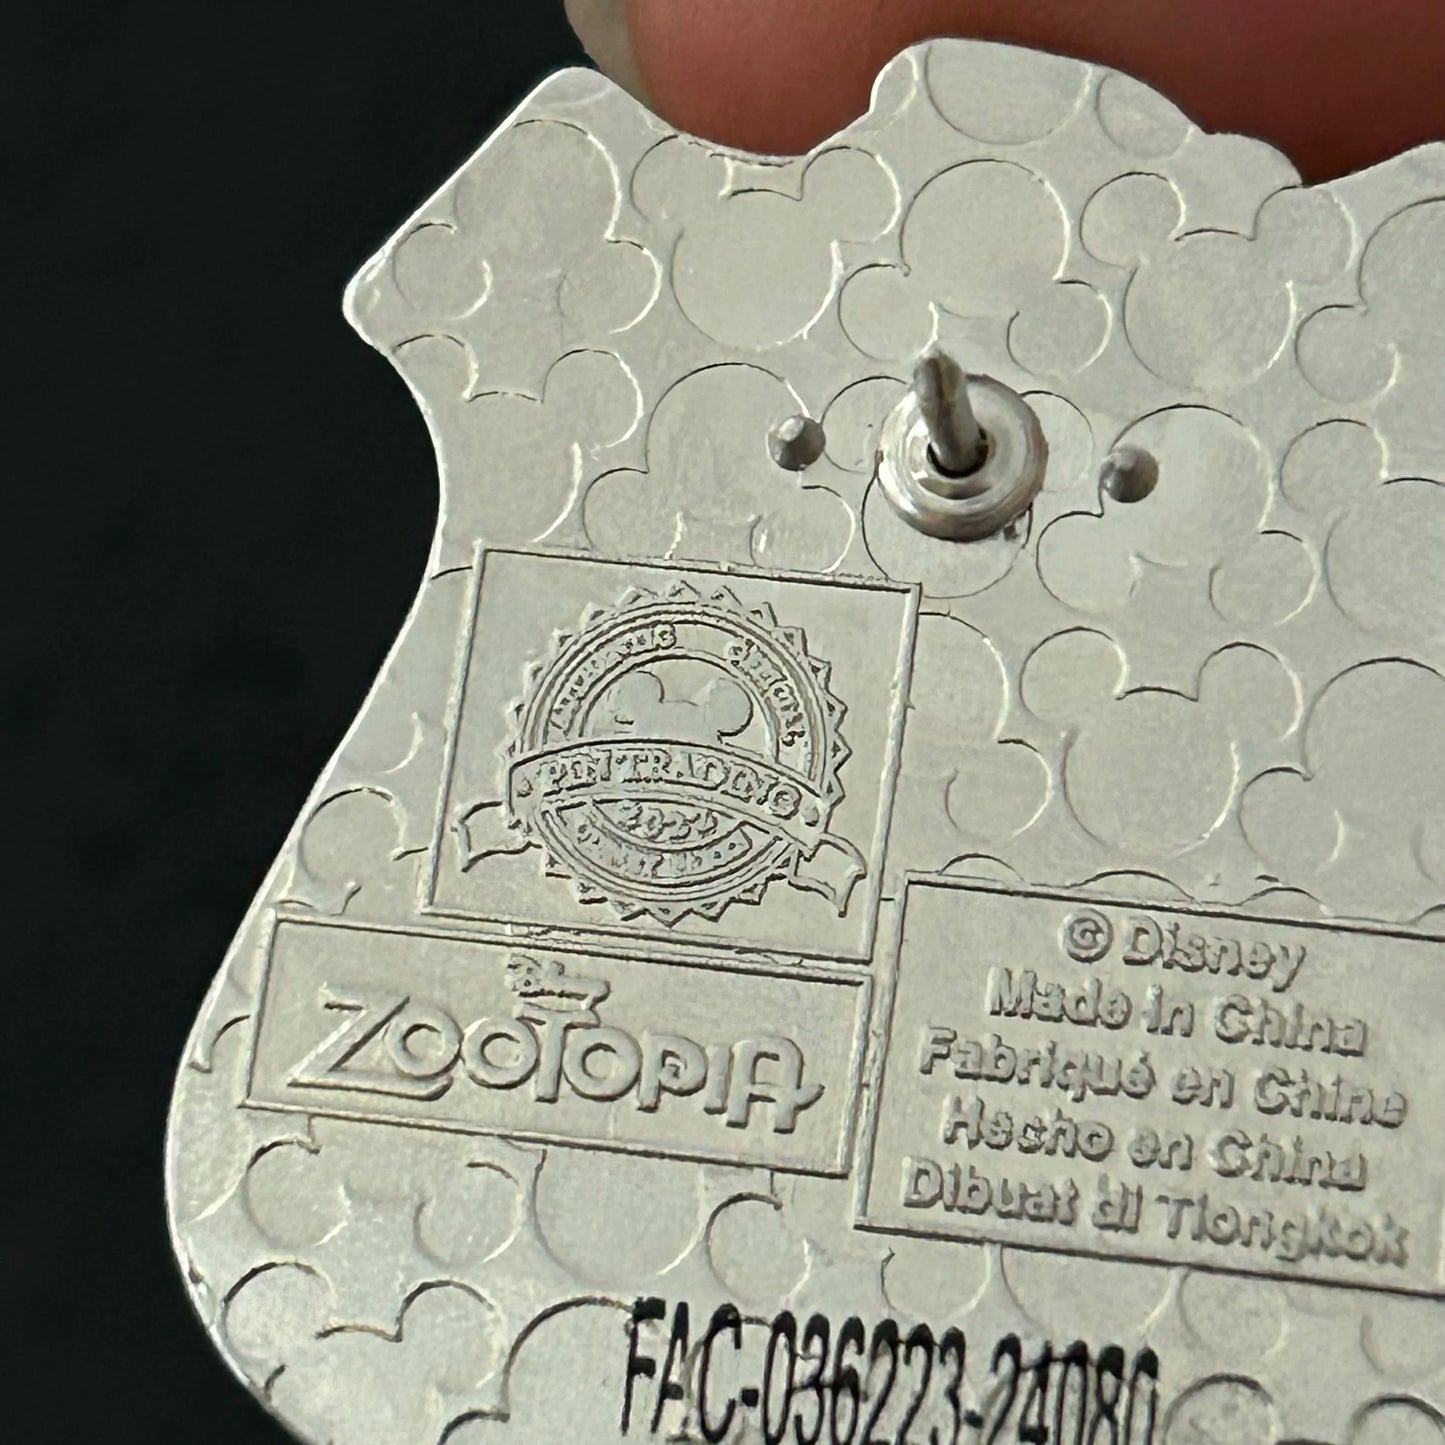 PIN TRADING
Disney
ZOOTOPIA
© Disney
Made in China
Fabriqué en Chine
Hecho en China
Dibuat di Tiongkok
FAC-036223-24080